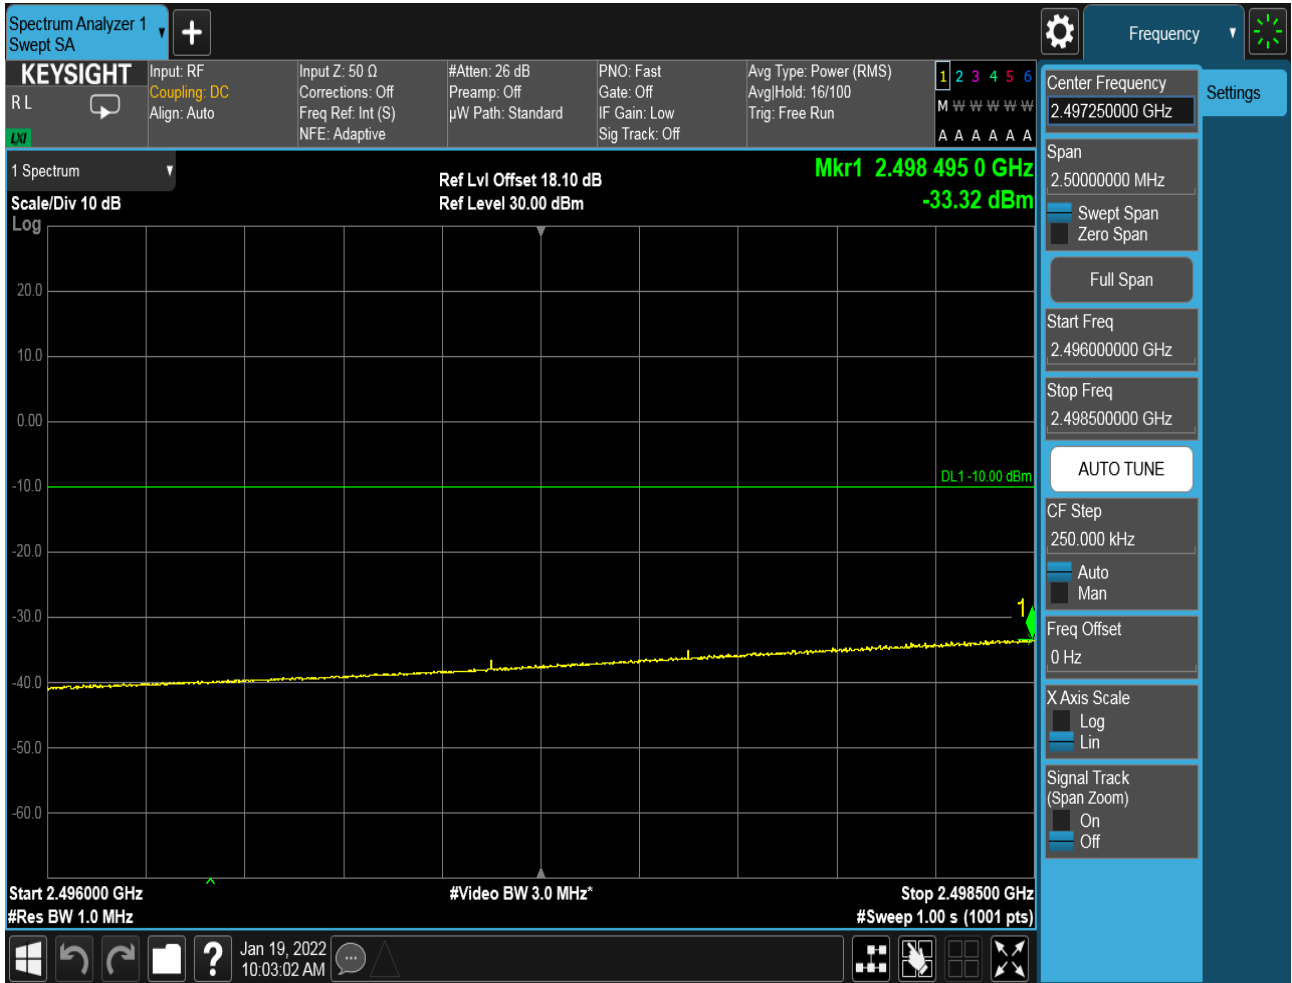 Spectrum Analyzer 1
Swept SA
Frequency
KEYSIGHT
R L
LXI
Input: RF
Coupling: DC
Align: Auto
Input Z: 50 Ω
Corrections: Off
Freq Ref: Int (S)
NFE: Adaptive
#Atten: 26 dB
Preamp: Off
µW Path: Standard
PNO: Fast
Gate: Off
IF Gain: Low
Sig Track: Off
Avg Type: Power (RMS)
Avg|Hold: 16/100
Trig: Free Run
1 2 3 4 5 6
M W W W W W
A A A A A A
1 Spectrum
Scale/Div 10 dB
Log
Ref Lvl Offset 18.10 dB
Ref Level 30.00 dBm
Mkr1 2.498 495 0 GHz
-33.32 dBm
20.0
10.0
0.00
-10.0
-20.0
-30.0
-40.0
-50.0
-60.0
DL1 -10.00 dBm
1
Start 2.496000 GHz
#Res BW 1.0 MHz
#Video BW 3.0 MHz*
Stop 2.498500 GHz
#Sweep 1.00 s (1001 pts)
Center Frequency
2.497250000 GHz
Span
2.50000000 MHz
Swept Span
Zero Span
Full Span
Start Freq
2.496000000 GHz
Stop Freq
2.498500000 GHz
AUTO TUNE
CF Step
250.000 kHz
Auto
Man
Freq Offset
0 Hz
X Axis Scale
Log
Lin
Signal Track
(Span Zoom)
On
Off
Settings
?
Jan 19, 2022
10:03:02 AM